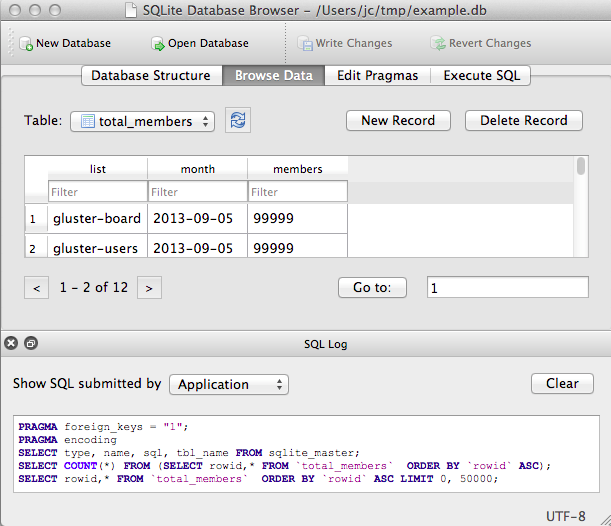 SQLite Database Browser - /Users/jc/tmp/example.db
New Database Open Database Write Changes Revert Changes
Database Structure Browse Data Edit Pragmas Execute SQL
Table: total_members New Record Delete Record
list month members
Filter Filter Filter
1 gluster-board 2013-09-05 99999
2 gluster-users 2013-09-05 99999
< 1 - 2 of 12 > Go to: 1
SQL Log
Show SQL submitted by Application Clear
PRAGMA foreign_keys = "1";
PRAGMA encoding
SELECT type, name, sql, tbl_name FROM sqlite_master;
SELECT COUNT(*) FROM (SELECT rowid,* FROM `total_members`  ORDER BY `rowid` ASC);
SELECT rowid,* FROM `total_members`  ORDER BY `rowid` ASC LIMIT 0, 50000;
UTF-8